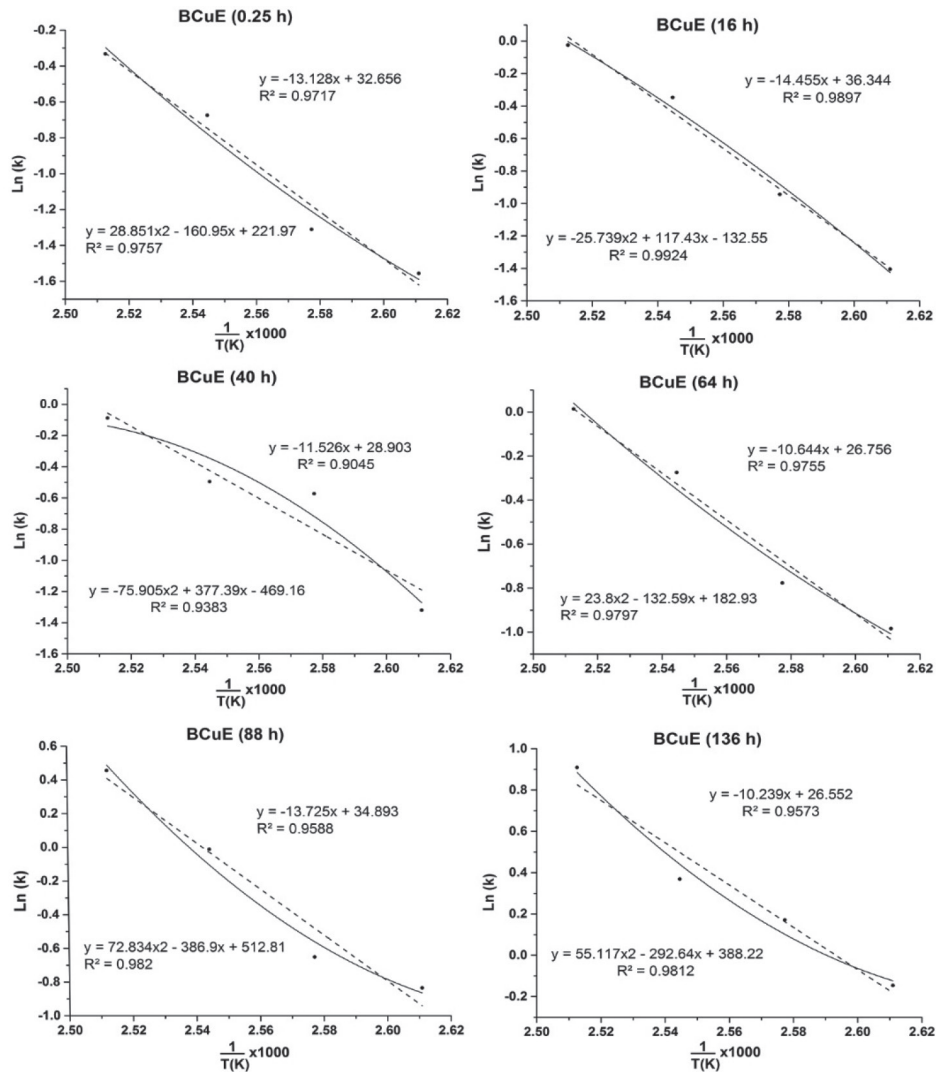 BCuE (0.25 h)
-0.2
0.0
-0.4
-0.6
-0.8
-1.0
-1.2
-1.4
-1.6
Ln (k)
y = -13.128x + 32.656
R² = 0.9717
y = 28.851x2 - 160.95x + 221.97
R² = 0.9757
2.50 2.52 2.54 2.56 2.58 2.60 2.62
1
T(K) x1000
BCuE (16 h)
0.0
-0.2
-0.4
-0.6
-0.8
-1.0
-1.2
-1.4
-1.6
Ln (k)
y = -14.455x + 36.344
R² = 0.9897
y = -25.739x2 + 117.43x - 132.55
R² = 0.9924
2.50 2.52 2.54 2.56 2.58 2.60 2.62
1
T(K) x1000
BCuE (40 h)
0.0
-0.2
-0.4
-0.6
-0.8
-1.0
-1.2
-1.4
-1.6
Ln (k)
y = -11.526x + 28.903
R² = 0.9045
y = -75.905x2 + 377.39x - 469.16
R² = 0.9383
2.50 2.52 2.54 2.56 2.58 2.60 2.62
1
T(K) x1000
BCuE (64 h)
0.0
-0.2
-0.4
-0.6
-0.8
-1.0
Ln (k)
y = -10.644x + 26.756
R² = 0.9755
y = 23.8x2 - 132.59x + 182.93
R² = 0.9797
2.50 2.52 2.54 2.56 2.58 2.60 2.62
1
T(K) x1000
BCuE (88 h)
0.6
0.4
0.2
0.0
-0.2
-0.4
-0.6
-0.8
-1.0
Ln (k)
y = -13.725x + 34.893
R² = 0.9588
y = 72.834x2 - 386.9x + 512.81
R² = 0.982
2.50 2.52 2.54 2.56 2.58 2.60 2.62
1
T(K) x1000
BCuE (136 h)
1.0
0.8
0.6
0.4
0.2
0.0
-0.2
Ln (k)
y = -10.239x + 26.552
R² = 0.9573
y = 55.117x2 - 292.64x + 388.22
R² = 0.9812
2.50 2.52 2.54 2.56 2.58 2.60 2.62
1
T(K) x1000